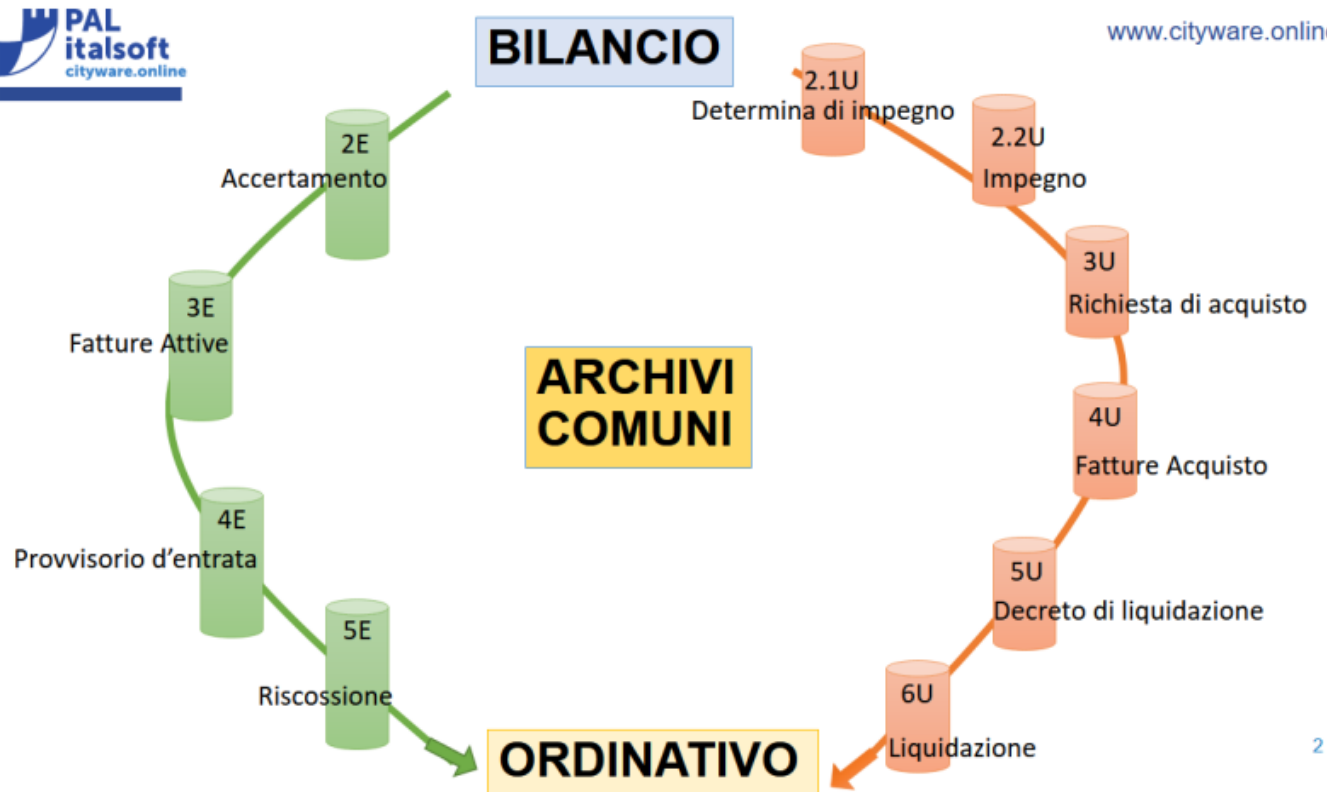 PAL
italsoft
cityware.online
BILANCIO
www.cityware.online
2.1U
Determina di impegno
2.2U
Impegno
2E
Accertamento
3U
Richiesta di acquisto
3E
Fatture Attive
ARCHIVI
COMUNI
4U
Fatture Acquisto
4E
Provvisorio d'entrata
5U
Decreto di liquidazione
5E
Riscossione
6U
Liquidazione
ORDINATIVO
2